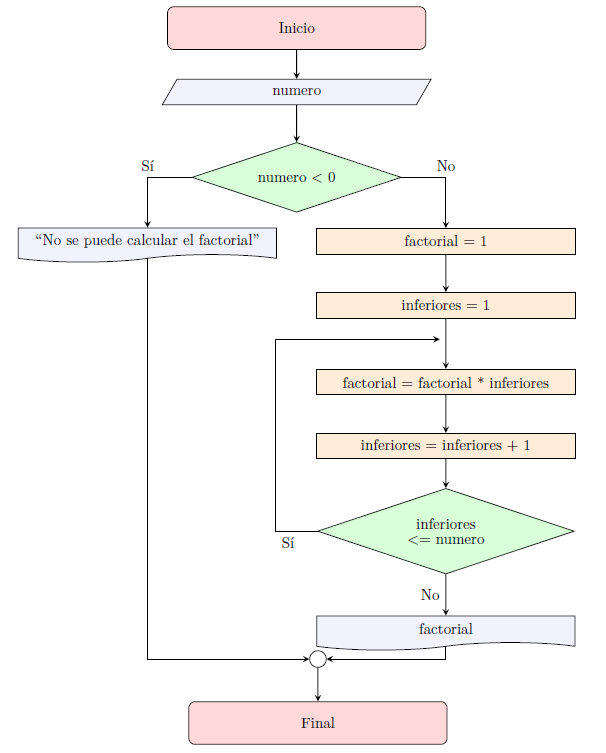 Inicio
numero
numero < 0
Sí
No
“No se puede calcular el factorial”
factorial = 1
inferiores = 1
factorial = factorial * inferiores
inferiores = inferiores + 1
inferiores
<= numero
Sí
No
factorial
Final